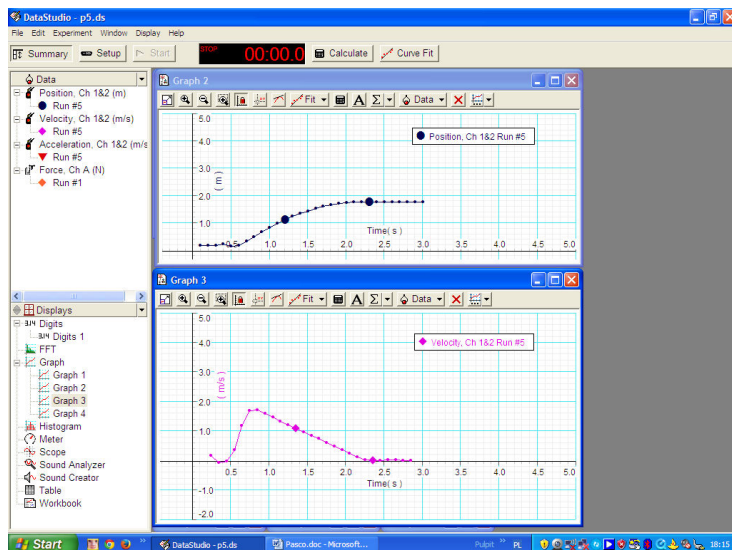 DataStudio - p5.ds
File Edit Experiment Window Display Help
Summary Setup Start STOP 00:00.0 Calculate Curve Fit
Data
Position, Ch 1&2 (m)
Run #5
Velocity, Ch 1&2 (m/s)
Run #5
Acceleration, Ch 1&2 (m/s
Run #5
Force, Ch A (N)
Run #1
Displays
3.14 Digits
3.14 Digits 1
FFT
Graph
Graph 1
Graph 2
Graph 3
Graph 4
Histogram
Meter
Scope
Sound Analyzer
Sound Creator
Table
Workbook
Graph 2
Fit A Σ Data
5.0
4.0
3.0
2.0
1.0
( m )
Position, Ch 1&2 Run #5
Time( s )
0.5 1.0 1.5 2.0 2.5 3.0 3.5 4.0 4.5 5.0
Graph 3
Fit A Σ Data
5.0
4.0
3.0
2.0
1.0
-1.0
-2.0
( m/s )
Velocity, Ch 1&2 Run #5
0.5 1.0 1.5 2.0 2.5 3.0 3.5 4.0 4.5 5.0
Time( s )
Start DataStudio - p5.ds Pasco.doc - Microsoft... Pulpit PL 18:15